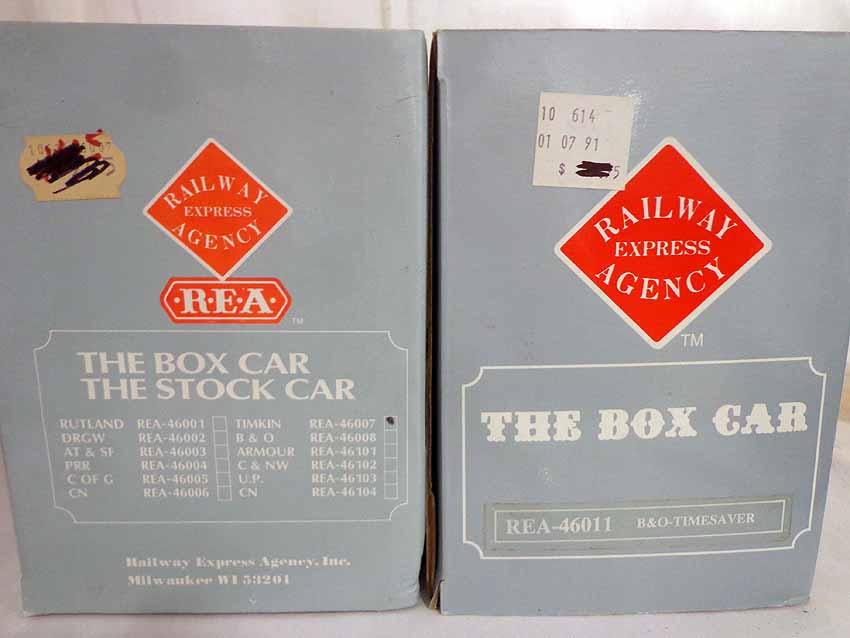 RAILWAY
EXPRESS
AGENCY
R.E.A.
TM
THE BOX CAR
THE STOCK CAR
RUTLAND REA-46001 TIMKIN REA-46007
DRGW REA-46002 B & O REA-46008
AT & SF REA-46003 ARMOUR REA-46101
PRR REA-46004 C & NW REA-46102
C OF G REA-46005 U.P. REA-46103
CN REA-46006 CN REA-46104
Railway Express Agency, Inc.
Milwaukee WI 53201
10 614
01 07 91
$ 5
RAILWAY
EXPRESS
AGENCY
TM
THE BOX CAR
REA-46011 B&O-TIMESAVER